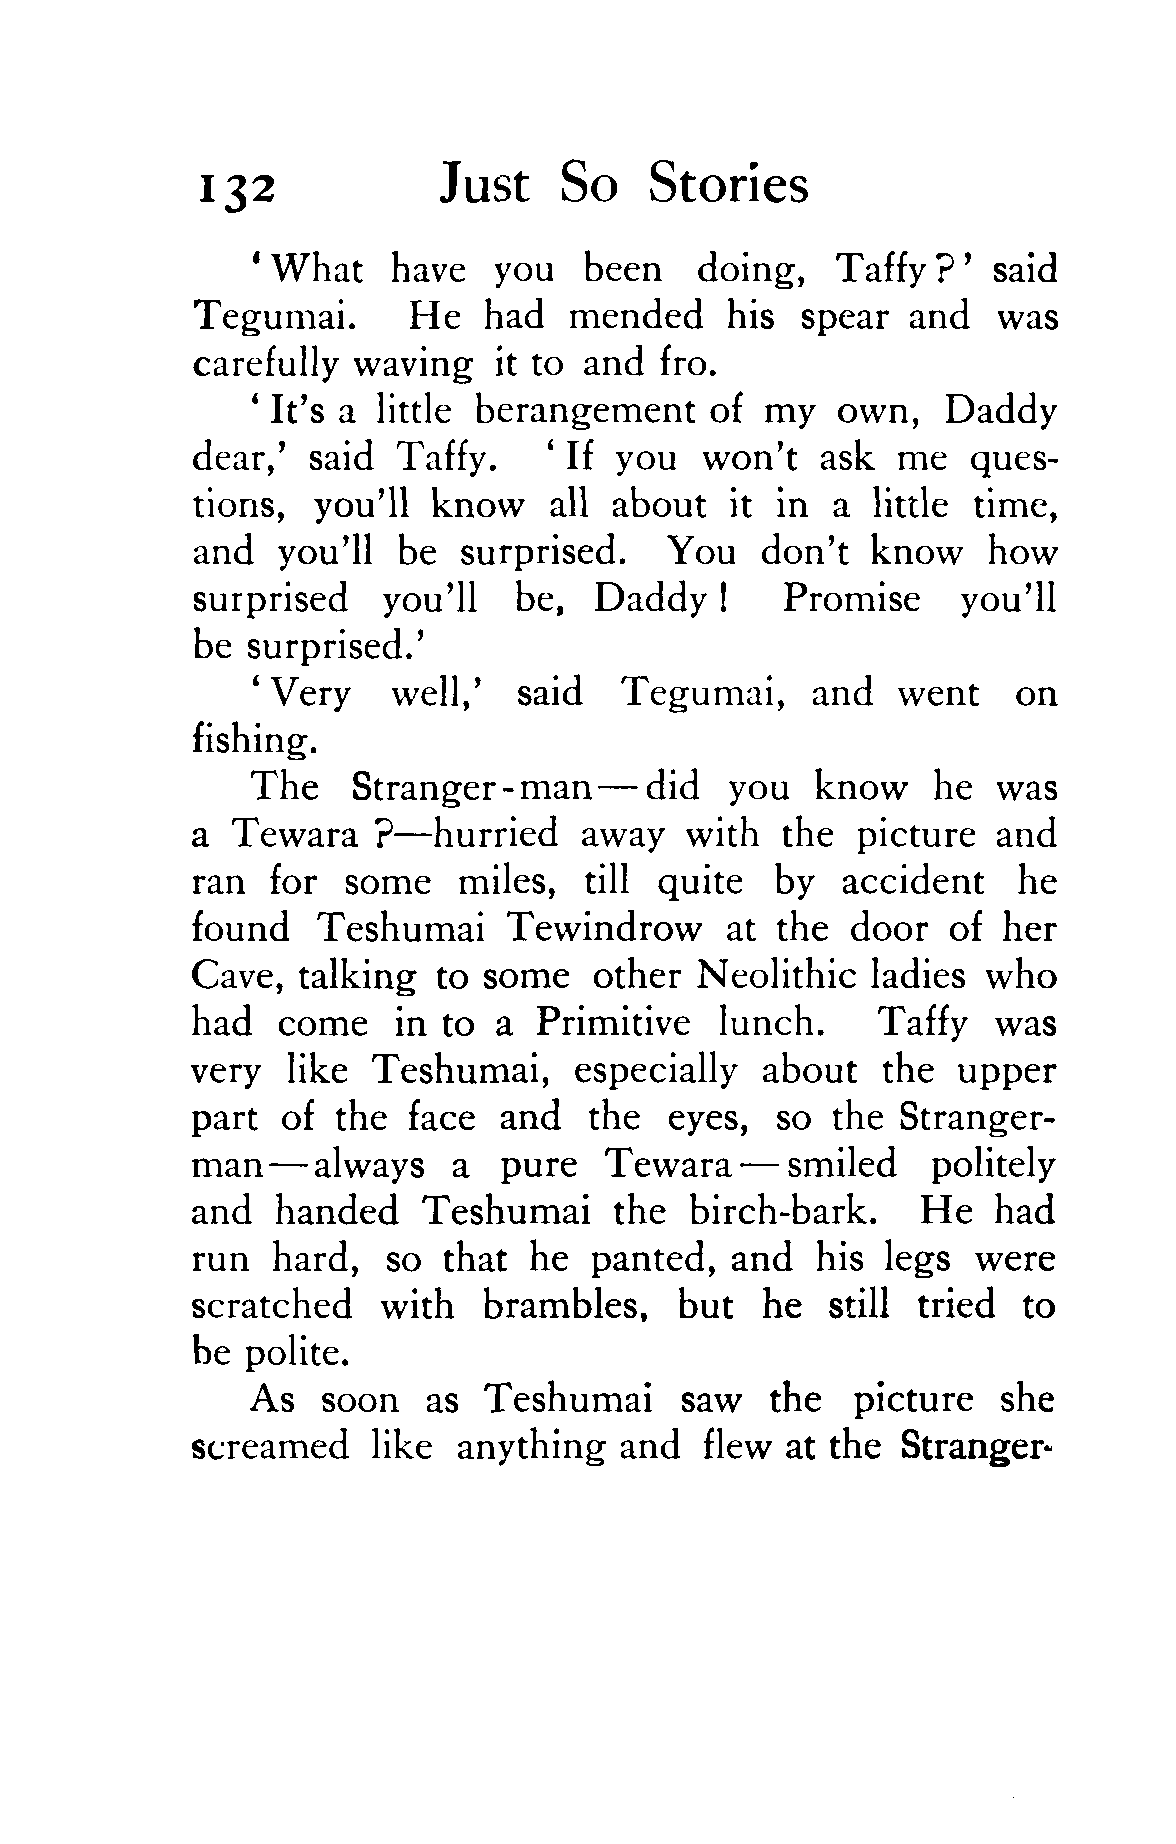 132 Just So Stories
‘What have you been doing, Taffy?’ said
Tegumai. He had mended his spear and was
carefully waving it to and fro.
‘It’s a little berangement of my own, Daddy
dear,’ said Taffy. ‘If you won’t ask me ques-
tions, you’ll know all about it in a little time,
and you’ll be surprised. You don’t know how
surprised you’ll be, Daddy! Promise you’ll
be surprised.’
‘Very well,’ said Tegumai, and went on
fishing.
The Stranger-man—did you know he was
a Tewara?—hurried away with the picture and
ran for some miles, till quite by accident he
found Teshumai Tewindrow at the door of her
Cave, talking to some other Neolithic ladies who
had come in to a Primitive lunch. Taffy was
very like Teshumai, especially about the upper
part of the face and the eyes, so the Stranger-
man—always a pure Tewara—smiled politely
and handed Teshumai the birch-bark. He had
run hard, so that he panted, and his legs were
scratched with brambles, but he still tried to
be polite.
As soon as Teshumai saw the picture she
screamed like anything and flew at the Stranger-